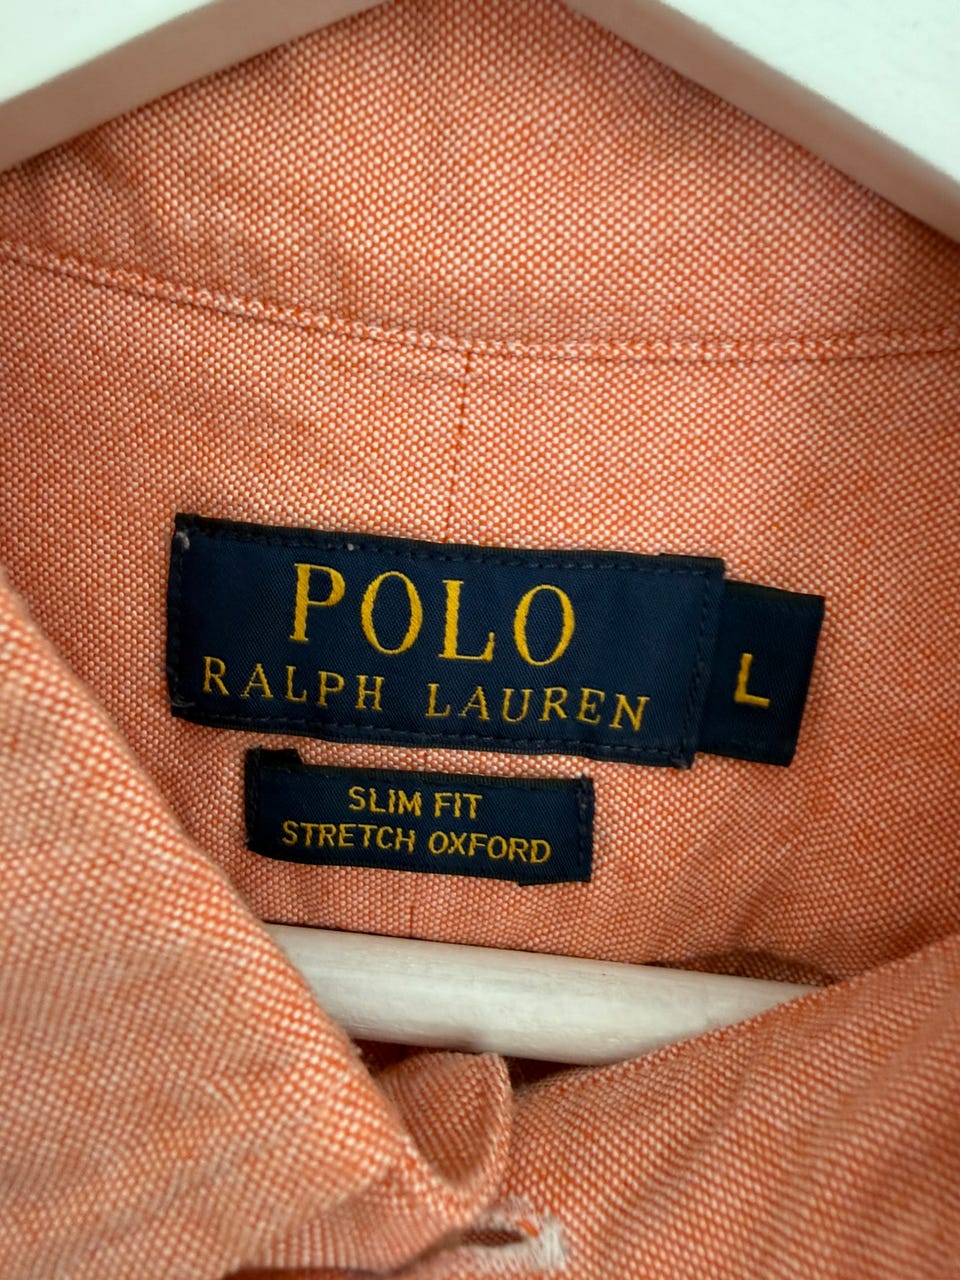 POLO
RALPH LAUREN
L
SLIM FIT
STRETCH OXFORD